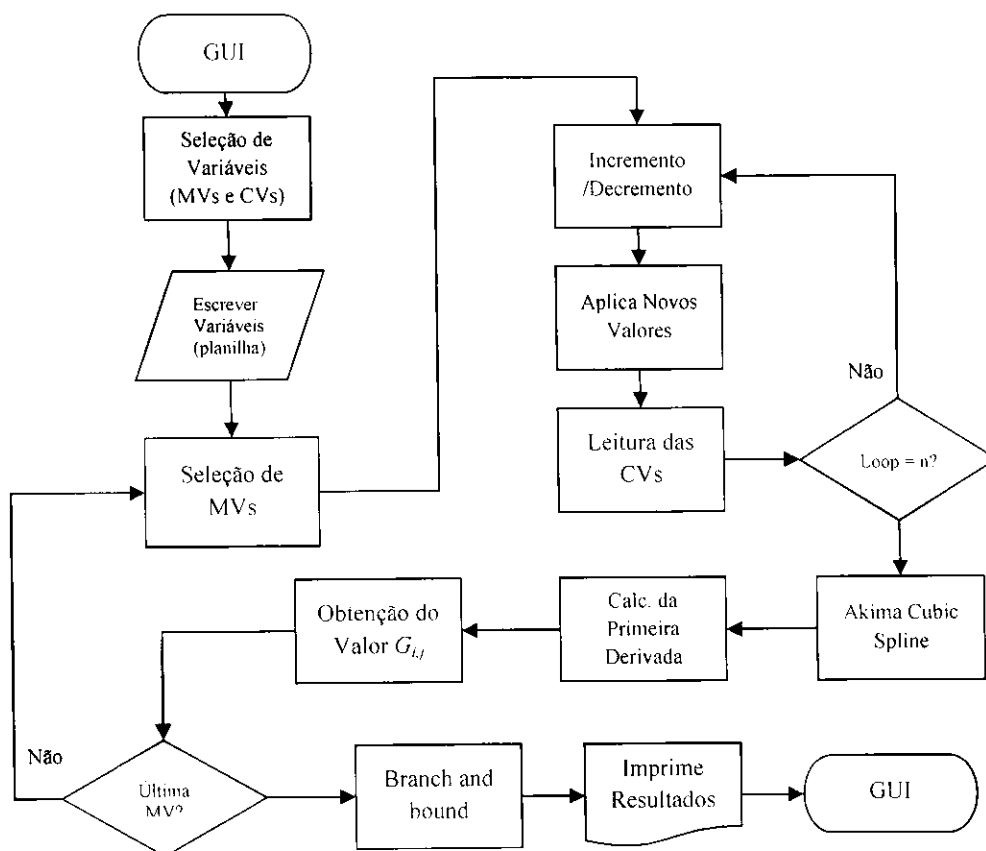 GUI
Seleção de
Variáveis
(MVs e CVs)
Escrever
Variáveis
(planilha)
Seleção de
MVs
Incremento
/Decremento
Aplica Novos
Valores
Leitura das
CVs
Não
Loop = n?
Akima Cubic
Spline
Calc. da
Primeira
Derivada
Obtenção do
Valor G i,j
Não
Última
MV?
Branch and
bound
Imprime
Resultados
GUI